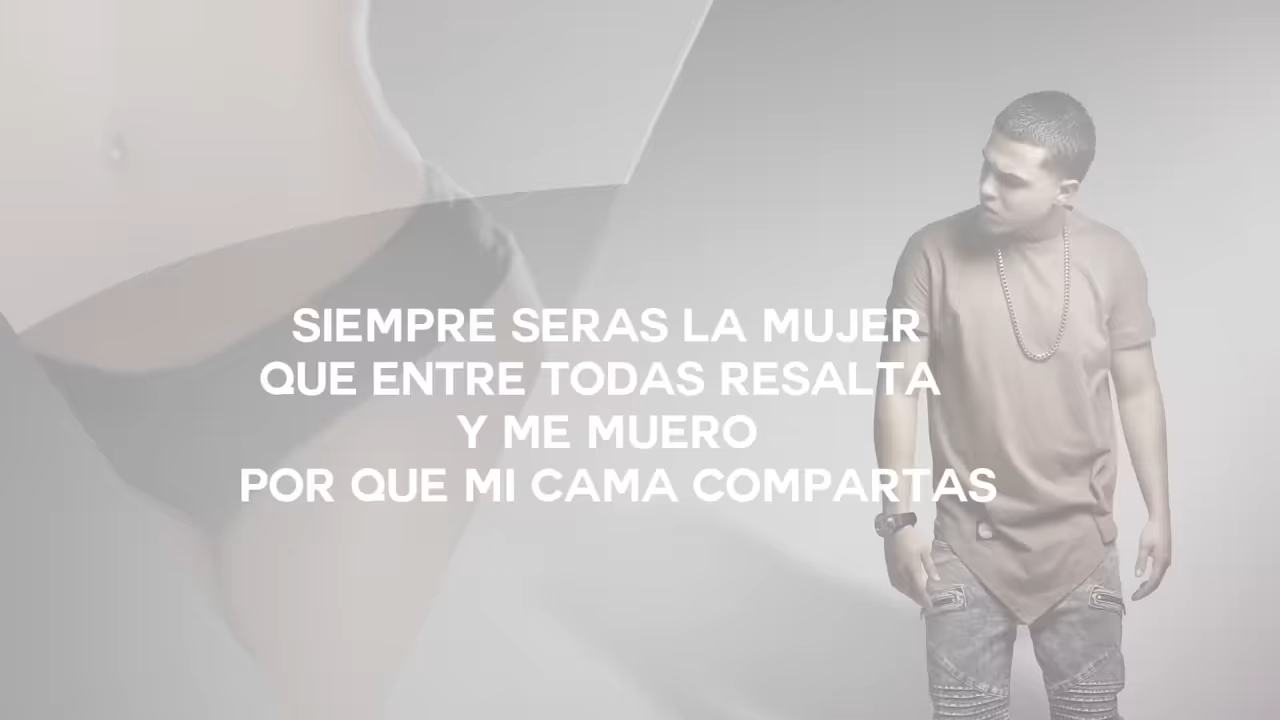 SIEMPRE SERAS LA MUJER
QUE ENTRE TODAS RESALTA
Y ME MUERO
POR QUE MI CAMA COMPARTAS